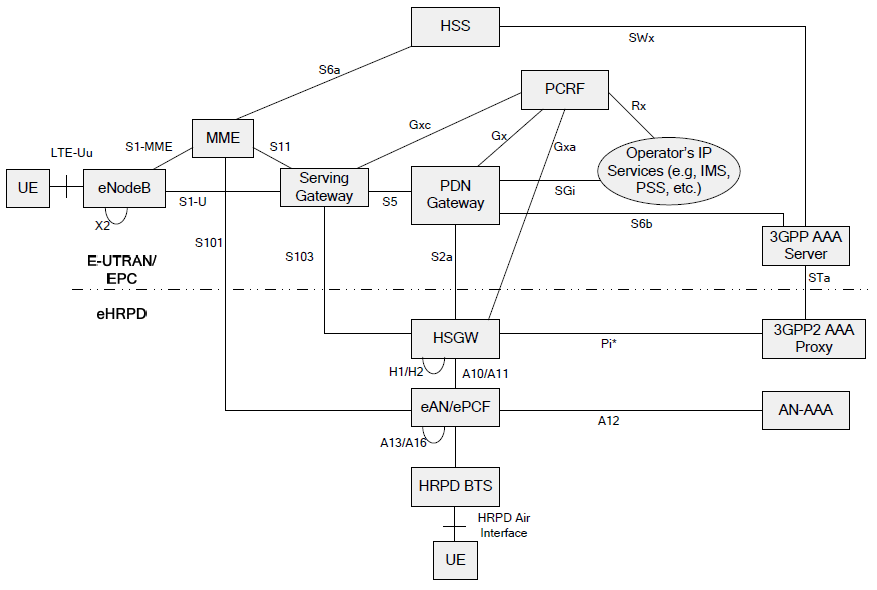 HSS
SWx
S6a
PCRF
Rx
Gxc
Gx
Gxa
MME
LTE-Uu
S1-MME
S11
Operator's IP
Services (e.g, IMS,
PSS, etc.)
UE
eNodeB
Serving
Gateway
PDN
Gateway
S1-U
S5
SGi
X2
S6b
S101
S103
S2a
3GPP AAA
Server
E-UTRAN/
EPC
STa
eHRPD
HSGW
Pi*
3GPP2 AAA
Proxy
H1/H2
A10/A11
eAN/ePCF
A12
AN-AAA
A13/A16
HRPD BTS
HRPD Air
Interface
UE